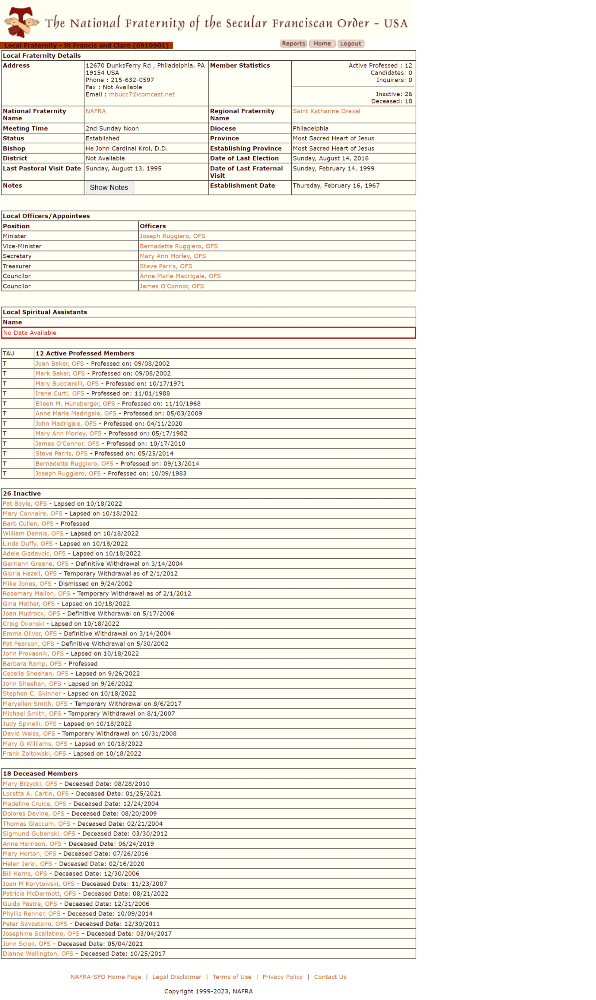 The National Fraternity of the Secular Franciscan Order - USA
Local Fraternity - St Francis and Clare (6910901)
Reports Home Logout
Local Fraternity Details
Address 12670 DunksFerry Rd , Philadelphia, PA Member Statistics Active Professed : 12
19154 USA Candidates: 0
Phone : 215-632-0597 Inquirers: 0
Fax : Not Available
Email : mbucc7@comcast.net Inactive: 26
Deceased: 18
National Fraternity NAFRA Regional Fraternity Saint Katharine Drexel
Name Name
Meeting Time 2nd Sunday Noon Diocese Philadelphia
Status Established Province Most Sacred Heart of Jesus
Bishop He John Cardinal Krol, D.D. Establishing Province Most Sacred Heart of Jesus
District Not Available Date of Last Election Sunday, August 14, 2016
Last Pastoral Visit Date Sunday, August 13, 1995 Date of Last Fraternal Sunday, February 14, 1999
Visit
Notes Show Notes Establishment Date Thursday, February 16, 1967
Local Officers/Appointees
Position Officers
Minister Joseph Ruggiero, OFS
Vice-Minister Bernadette Ruggiero, OFS
Secretary Mary Ann Morley, OFS
Treasurer Steve Parris, OFS
Councilor Anne Marie Madrigale, OFS
Councilor James O'Connor, OFS
Local Spiritual Assistants
Name
No Data Available
TAU 12 Active Professed Members
T Joan Baker, OFS - Professed on: 09/08/2002
T Mark Baker, OFS - Professed on: 09/08/2002
T Mary Bucciarelli, OFS - Professed on: 10/17/1971
T Irene Curti, OFS - Professed on: 11/01/1988
T Eileen M. Hunsberger, OFS - Professed on: 11/10/1968
T Anne Marie Madrigale, OFS - Professed on: 05/03/2009
T John Madrigale, OFS - Professed on: 04/11/2020
T Mary Ann Morley, OFS - Professed on: 05/17/1982
T James O'Connor, OFS - Professed on: 10/17/2010
T Steve Parris, OFS - Professed on: 05/25/2014
T Bernadette Ruggiero, OFS - Professed on: 09/13/2014
T Joseph Ruggiero, OFS - Professed on: 10/09/1983
26 Inactive
Pat Boyle, OFS - Lapsed on 10/18/2022
Mary Connaire, OFS - Lapsed on 10/18/2022
Barb Cullen, OFS - Professed
William Dennis, OFS - Lapsed on 10/18/2022
Linda Duffy, OFS - Lapsed on 10/18/2022
Adele Gizdavcic, OFS - Lapsed on 10/18/2022
Gerriann Greene, OFS - Definitive Withdrawal on 3/14/2004
Gloria Hazell, OFS - Temporary Withdrawal as of 2/1/2012
Mike Jones, OFS - Dismissed on 9/24/2002
Rosemary Mallon, OFS - Temporary Withdrawal as of 2/1/2012
Gina Mather, OFS - Lapsed on 10/18/2022
Joan Mudrock, OFS - Definitive Withdrawal on 5/17/2006
Craig Okonski - Lapsed on 10/18/2022
Emma Oliver, OFS - Definitive Withdrawal on 3/14/2004
Pat Pearson, OFS - Definitive Withdrawal on 5/30/2002
John Provasnik, OFS - Lapsed on 10/18/2022
Barbara Ramp, OFS - Professed
Cecelia Sheehan, OFS - Lapsed on 9/26/2022
John Sheehan, OFS - Lapsed on 9/26/2022
Stephen C. Skinner - Lapsed on 10/18/2022
Maryellen Smith, OFS - Temporary Withdrawal on 8/6/2017
Michael Smith, OFS - Temporary Withdrawal on 8/1/2007
Judy Spinelli, OFS - Lapsed on 10/18/2022
David Weiss, OFS - Temporary Withdrawal on 10/31/2008
Mary G Williams, OFS - Lapsed on 10/18/2022
Frank Zoltowski, OFS - Lapsed on 10/18/2022
18 Deceased Members
Mary Brzycki, OFS - Deceased Date: 08/28/2010
Loretta A. Cartin, OFS - Deceased Date: 01/25/2021
Madeline Cruice, OFS - Deceased Date: 12/24/2004
Dolores Devine, OFS - Deceased Date: 08/20/2009
Thomas Glaccum, OFS - Deceased Date: 02/21/2004
Sigmund Gubenski, OFS - Deceased Date: 03/30/2012
Anne Harrison, OFS - Deceased Date: 06/24/2019
Mary Horton, OFS - Deceased Date: 07/26/2016
Helen Jeral, OFS - Deceased Date: 02/16/2020
Bill Kerns, OFS - Deceased Date: 12/30/2006
Joan M Korytowski, OFS - Deceased Date: 11/23/2007
Patricia McDermott, OFS - Deceased Date: 08/21/2022
Guido Pastre, OFS - Deceased Date: 12/31/2006
Phyllis Renner, OFS - Deceased Date: 10/09/2014
Peter Savastano, OFS - Deceased Date: 12/30/2011
Josephine Scallatino, OFS - Deceased Date: 03/04/2017
John Scioli, OFS - Deceased Date: 05/04/2021
Dianne Wellington, OFS - Deceased Date: 10/25/2017
NAFRA-SFO Home Page | Legal Disclaimer | Terms of Use | Privacy Policy | Contact Us
Copyright 1999-2023, NAFRA